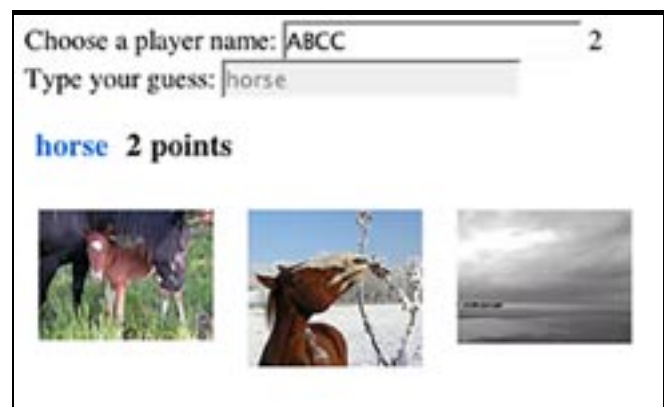 Choose a player name: ABCC 2
Type your guess: horse
horse 2 points